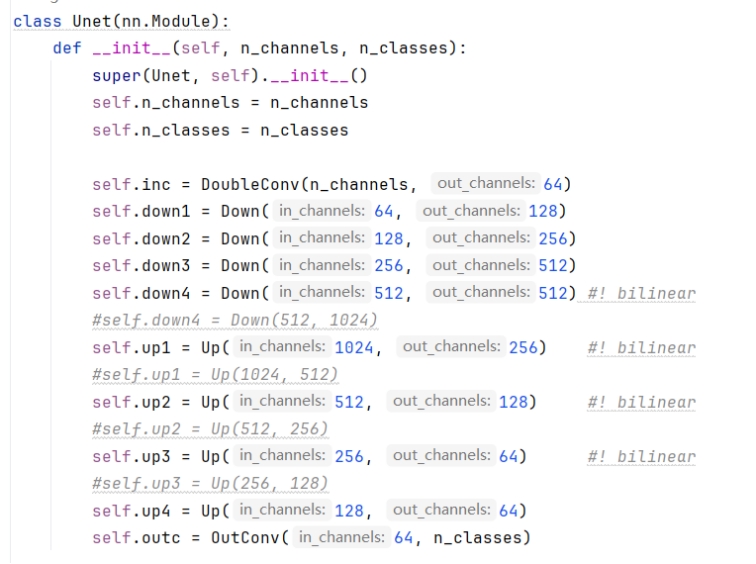 class Unet(nn.Module):
    def __init__(self, n_channels, n_classes):
        super(Unet, self).__init__()
        self.n_channels = n_channels
        self.n_classes = n_classes

        self.inc = DoubleConv(n_channels, out_channels: 64)
        self.down1 = Down( in_channels: 64, out_channels: 128)
        self.down2 = Down( in_channels: 128, out_channels: 256)
        self.down3 = Down( in_channels: 256, out_channels: 512)
        self.down4 = Down( in_channels: 512, out_channels: 512) #! bilinear
        #self.down4 = Down(512, 1024)
        self.up1 = Up( in_channels: 1024, out_channels: 256) #! bilinear
        #self.up1 = Up(1024, 512)
        self.up2 = Up( in_channels: 512, out_channels: 128) #! bilinear
        #self.up2 = Up(512, 256)
        self.up3 = Up( in_channels: 256, out_channels: 64) #! bilinear
        #self.up3 = Up(256, 128)
        self.up4 = Up( in_channels: 128, out_channels: 64)
        self.outc = OutConv( in_channels: 64, n_classes)